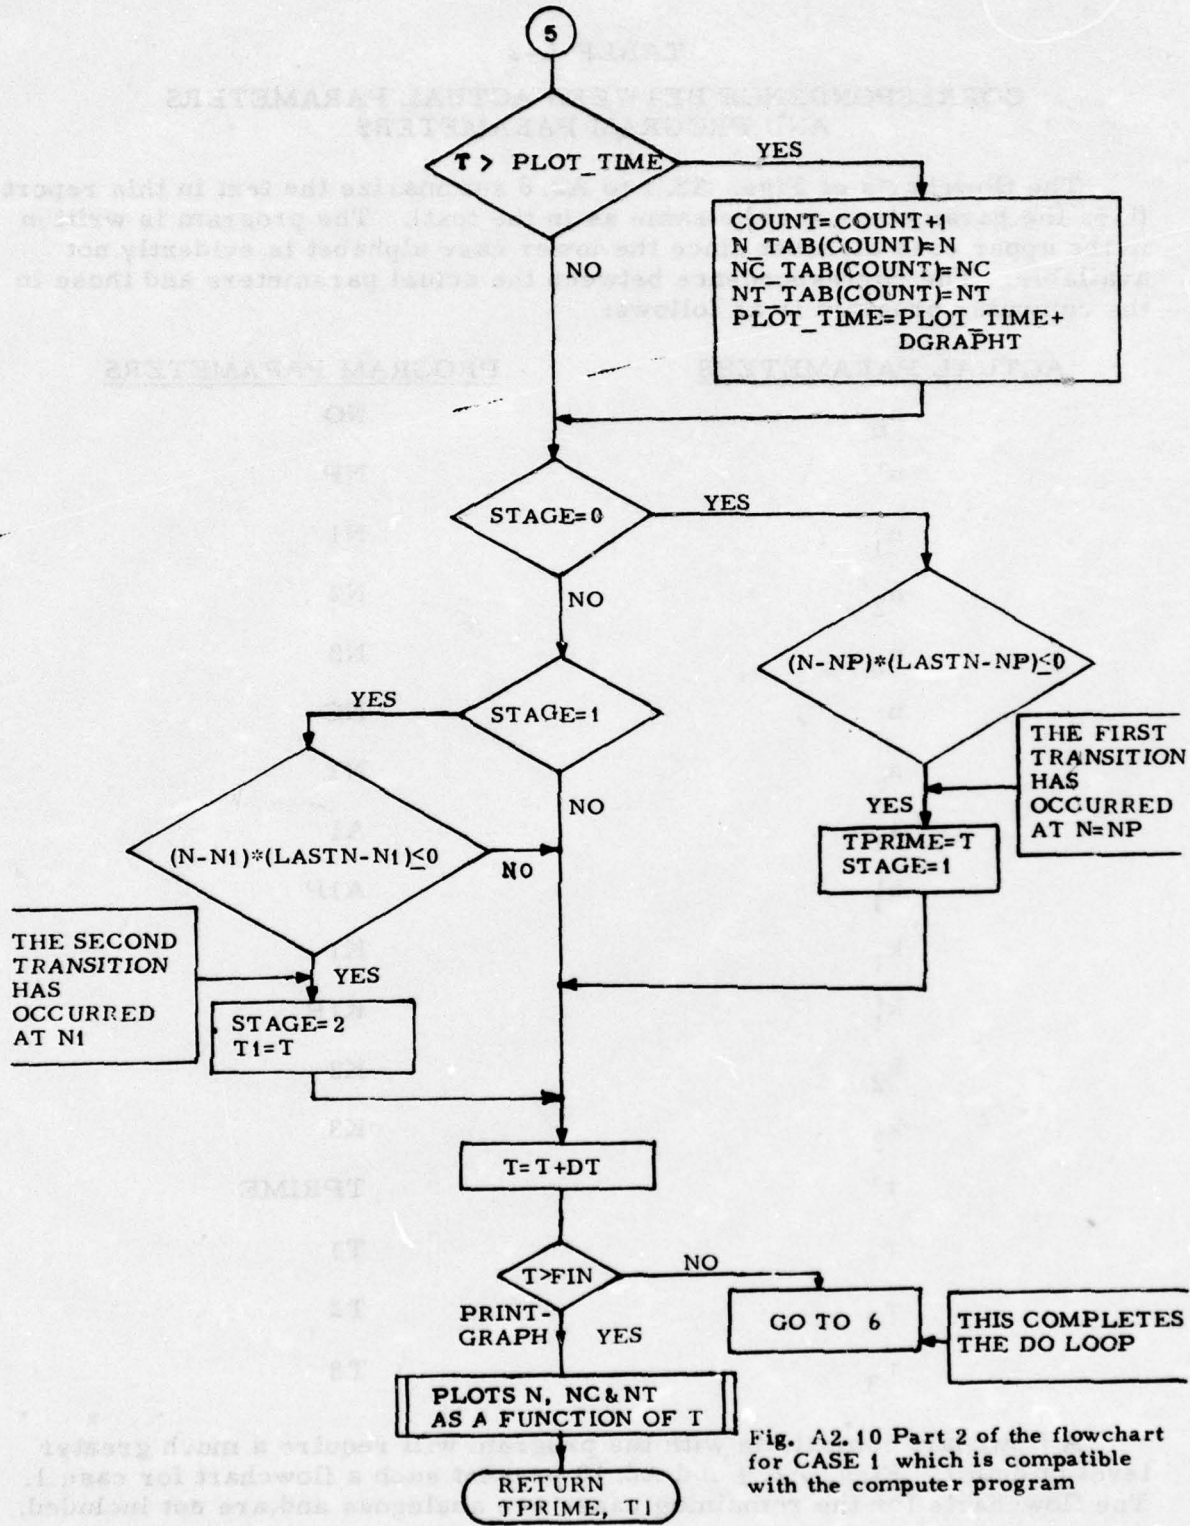 5
T > PLOT_TIME
YES
NO
COUNT=COUNT+1
N_TAB(COUNT)=N
NC_TAB(COUNT)=NC
NT_TAB(COUNT)=NT
PLOT_TIME=PLOT_TIME+
DGRAPHT
STAGE=0
YES
NO
(N-NP)*(LASTN-NP)≤0
STAGE=1
YES
NO
THE FIRST
TRANSITION
HAS
OCCURRED
AT N=NP
YES
TPRIME=T
STAGE=1
(N-N1)*(LASTN-N1)≤0
NO
THE SECOND
TRANSITION
HAS
OCCURRED
AT N1
YES
STAGE=2
T1=T
T=T+DT
T>FIN
NO
PRINT-
GRAPH
YES
GO TO 6
THIS COMPLETES
THE DO LOOP
PLOTS N, NC&NT
AS A FUNCTION OF T
RETURN
TPRIME, T1
Fig. A2.10 Part 2 of the flowchart
for CASE 1 which is compatible
with the computer program